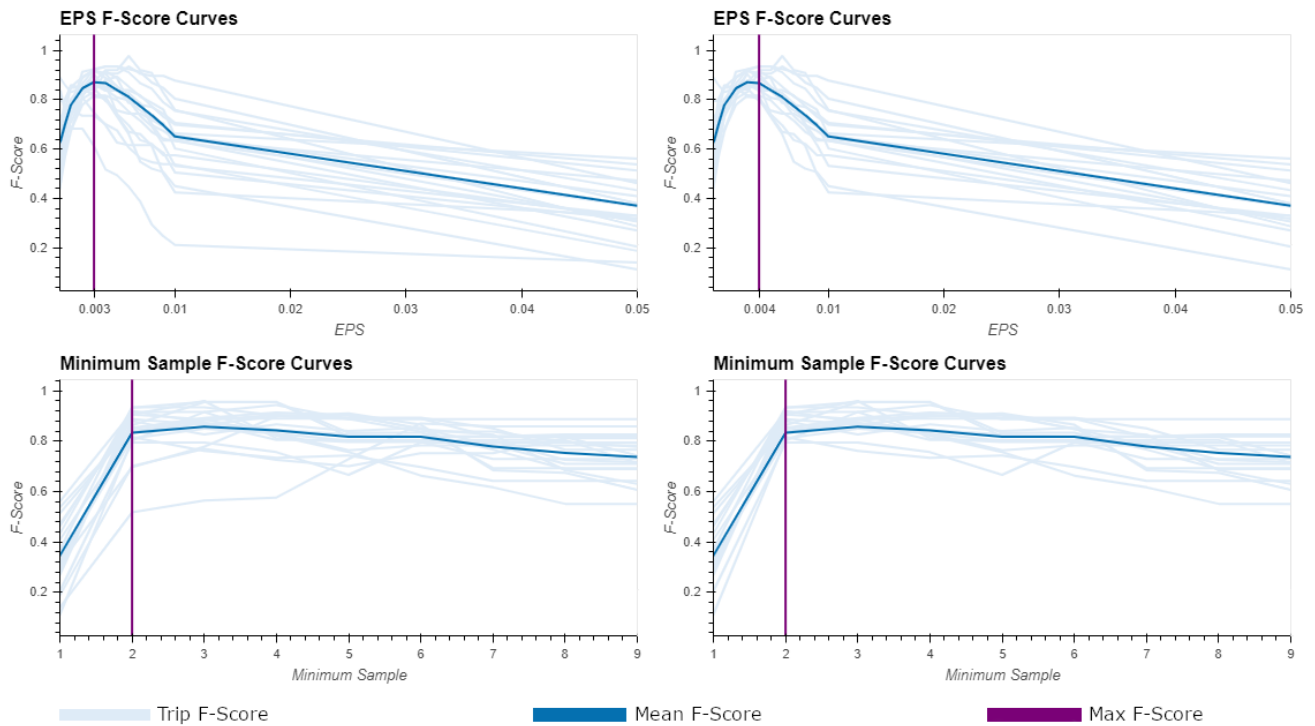 EPS F-Score Curves
1
0.8
0.6
0.4
0.2
F-Score
0.003 0.01 0.02 0.03 0.04 0.05
EPS
EPS F-Score Curves
1
0.8
0.6
0.4
0.2
F-Score
0.004 0.01 0.02 0.03 0.04 0.05
EPS
Minimum Sample F-Score Curves
1
0.8
0.6
0.4
0.2
F-Score
1 2 3 4 5 6 7 8 9
Minimum Sample
Minimum Sample F-Score Curves
1
0.8
0.6
0.4
0.2
F-Score
1 2 3 4 5 6 7 8 9
Minimum Sample
Trip F-Score Mean F-Score Max F-Score